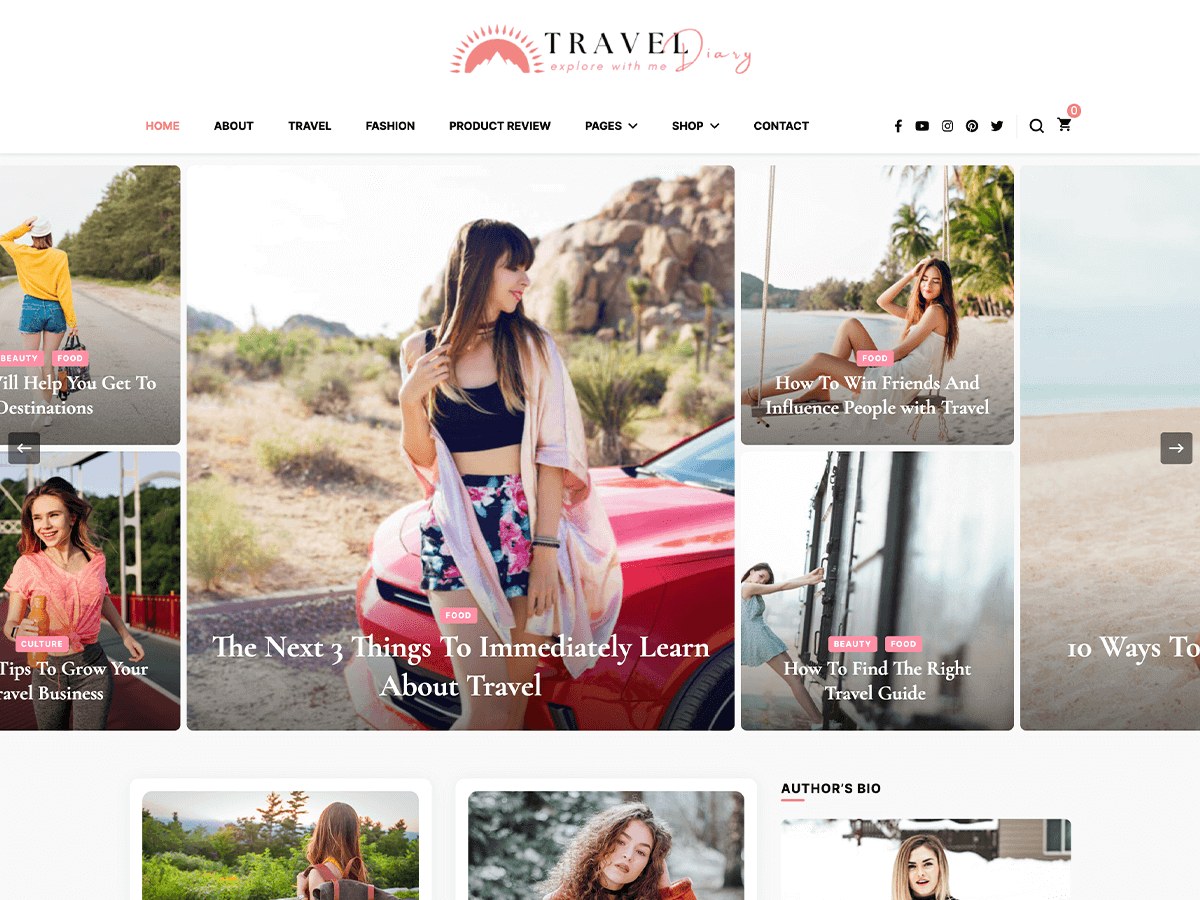 TRAVEL Diary
explore with me
HOME ABOUT TRAVEL FASHION PRODUCT REVIEW PAGES SHOP CONTACT
0
BEAUTY FOOD
Will Help You Get To
Destinations
CULTURE
Tips To Grow Your
ravel Business
FOOD
The Next 3 Things To Immediately Learn
About Travel
FOOD
How To Win Friends And
Influence People with Travel
BEAUTY FOOD
How To Find The Right
Travel Guide
10 Ways To
AUTHOR'S BIO